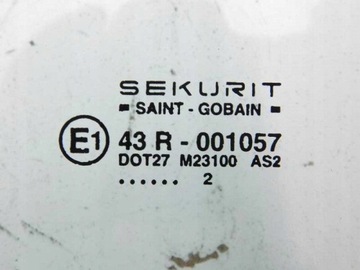 SEKURIT
SAINT - GOBAIN
E1 43 R - 001057
DOT27 M23100 AS2
...... 2